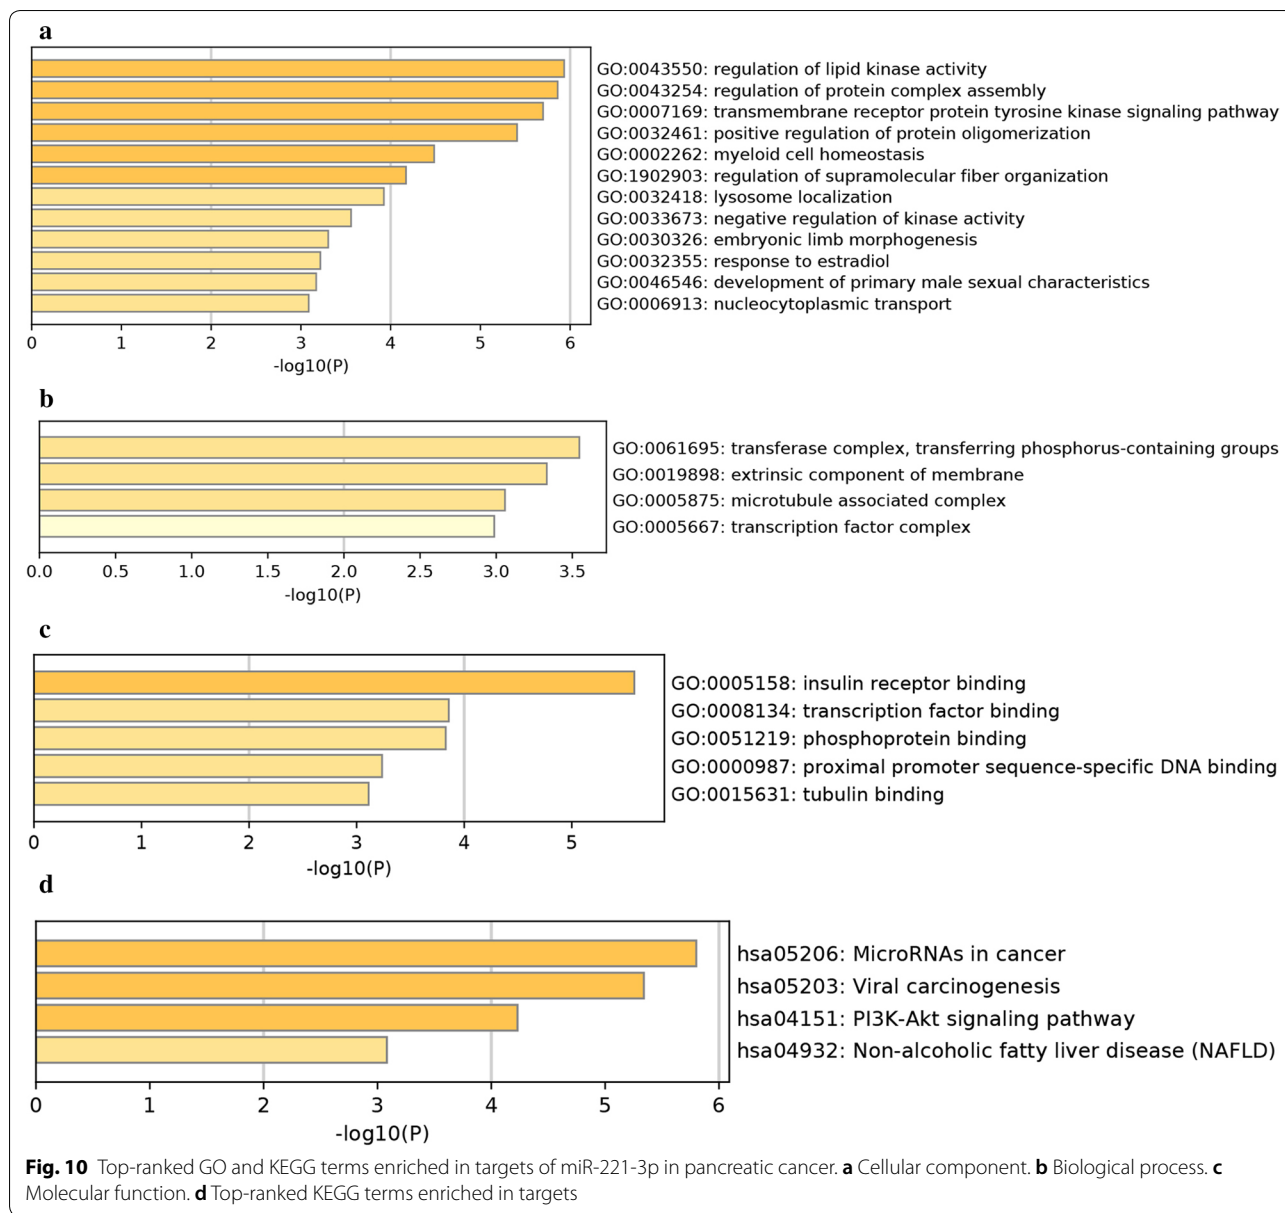 a
GO:0043550: regulation of lipid kinase activity
GO:0043254: regulation of protein complex assembly
GO:0007169: transmembrane receptor protein tyrosine kinase signaling pathway
GO:0032461: positive regulation of protein oligomerization
GO:0002262: myeloid cell homeostasis
GO:1902903: regulation of supramolecular fiber organization
GO:0032418: lysosome localization
GO:0033673: negative regulation of kinase activity
GO:0030326: embryonic limb morphogenesis
GO:0032355: response to estradiol
GO:0046546: development of primary male sexual characteristics
GO:0006913: nucleocytoplasmic transport
0 1 2 3 4 5 6
-log10(P)
b
GO:0061695: transferase complex, transferring phosphorus-containing groups
GO:0019898: extrinsic component of membrane
GO:0005875: microtubule associated complex
GO:0005667: transcription factor complex
0.0 0.5 1.0 1.5 2.0 2.5 3.0 3.5
-log10(P)
c
GO:0005158: insulin receptor binding
GO:0008134: transcription factor binding
GO:0051219: phosphoprotein binding
GO:0000987: proximal promoter sequence-specific DNA binding
GO:0015631: tubulin binding
0 1 2 3 4 5
-log10(P)
d
hsa05206: MicroRNAs in cancer
hsa05203: Viral carcinogenesis
hsa04151: PI3K-Akt signaling pathway
hsa04932: Non-alcoholic fatty liver disease (NAFLD)
0 1 2 3 4 5 6
-log10(P)
Fig. 10 Top-ranked GO and KEGG terms enriched in targets of miR-221-3p in pancreatic cancer. a Cellular component. b Biological process. c
Molecular function. d Top-ranked KEGG terms enriched in targets